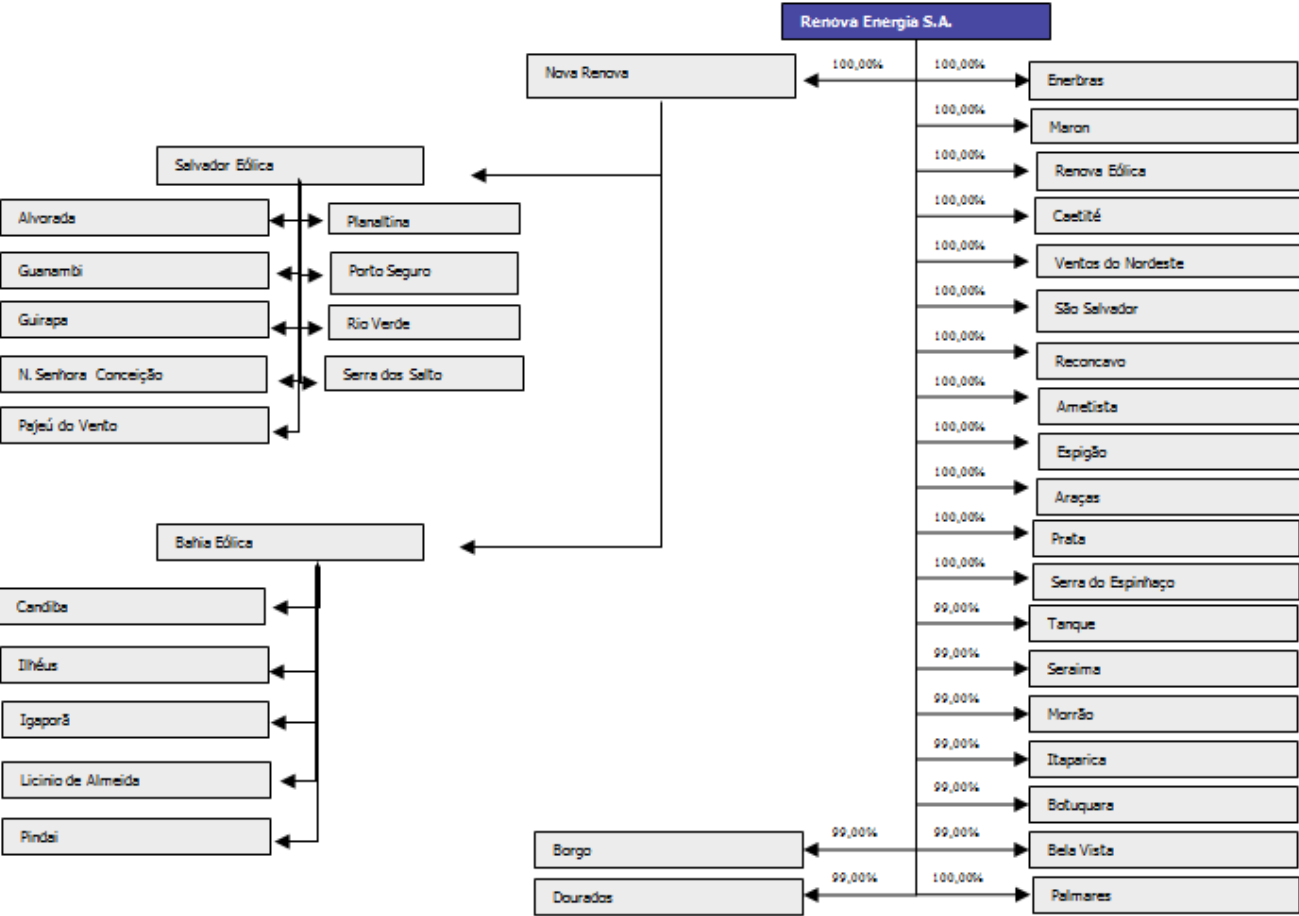 Renova Energia S.A.
Nova Renova
100,00%
100,00%
Enerbras
100,00%
Maron
Salvador Eólica
100,00%
Renova Eólica
Alvorada
Planaltina
100,00%
Caetité
Guanambi
Porto Seguro
100,00%
Ventos do Nordeste
Guirapa
Rio Verde
100,00%
São Salvador
N. Senhora Conceição
Serra dos Salto
100,00%
Reconcavo
Pajeú do Vento
100,00%
Ametista
100,00%
Espigão
100,00%
Araças
Bahia Eólica
100,00%
Prata
100,00%
Serra do Espinhaço
Candiba
99,00%
Tanque
Ilhéus
99,00%
Seraima
Igaporã
99,00%
Morrão
Licinio de Almeida
99,00%
Itaparica
99,00%
Botuquara
Pindai
Borgo
99,00%
99,00%
Bela Vista
Dourados
99,00%
100,00%
Palmares